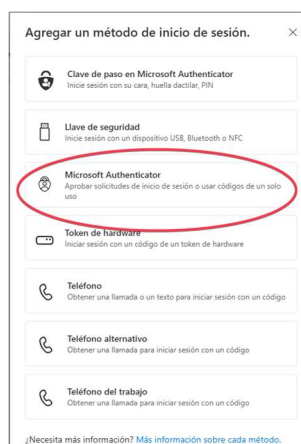 Agregar un método de inicio de sesión.
Clave de paso en Microsoft Authenticator
Inicie sesión con su cara, huella dactilar, PIN
Llave de seguridad
Inicie sesión con un dispositivo USB, Bluetooth o NFC
Microsoft Authenticator
Aprobar solicitudes de inicio de sesión o usar códigos de un solo
uso
Token de hardware
Iniciar sesión con un código de un token de hardware
Teléfono
Obtener una llamada o un texto para iniciar sesión con un código
Teléfono alternativo
Obtener una llamada para iniciar sesión con un código
Teléfono del trabajo
Obtener una llamada para iniciar sesión con un código
¿Necesita más información? Más información sobre cada método.